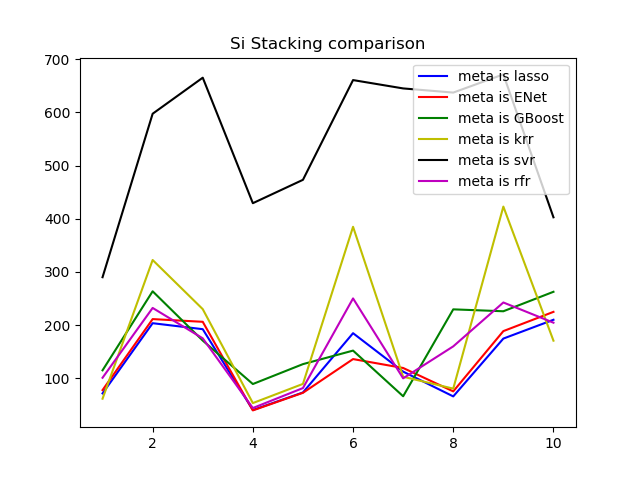 Si Stacking comparison
700
600
500
400
300
200
100
2
4
6
8
10
meta is lasso
meta is ENet
meta is GBoost
meta is krr
meta is svr
meta is rfr